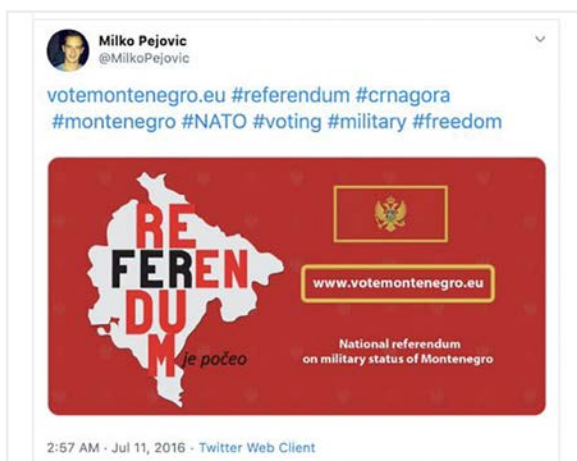 Milko Pejovic
@MilkoPejovic
votemontenegro.eu #referendum #crnagora
#montenegro #NATO #voting #military #freedom
RE
FEREN
DU
M je počeo
www.votemontenegro.eu
National referendum
on military status of Montenegro
2:57 AM · Jul 11, 2016 · Twitter Web Client